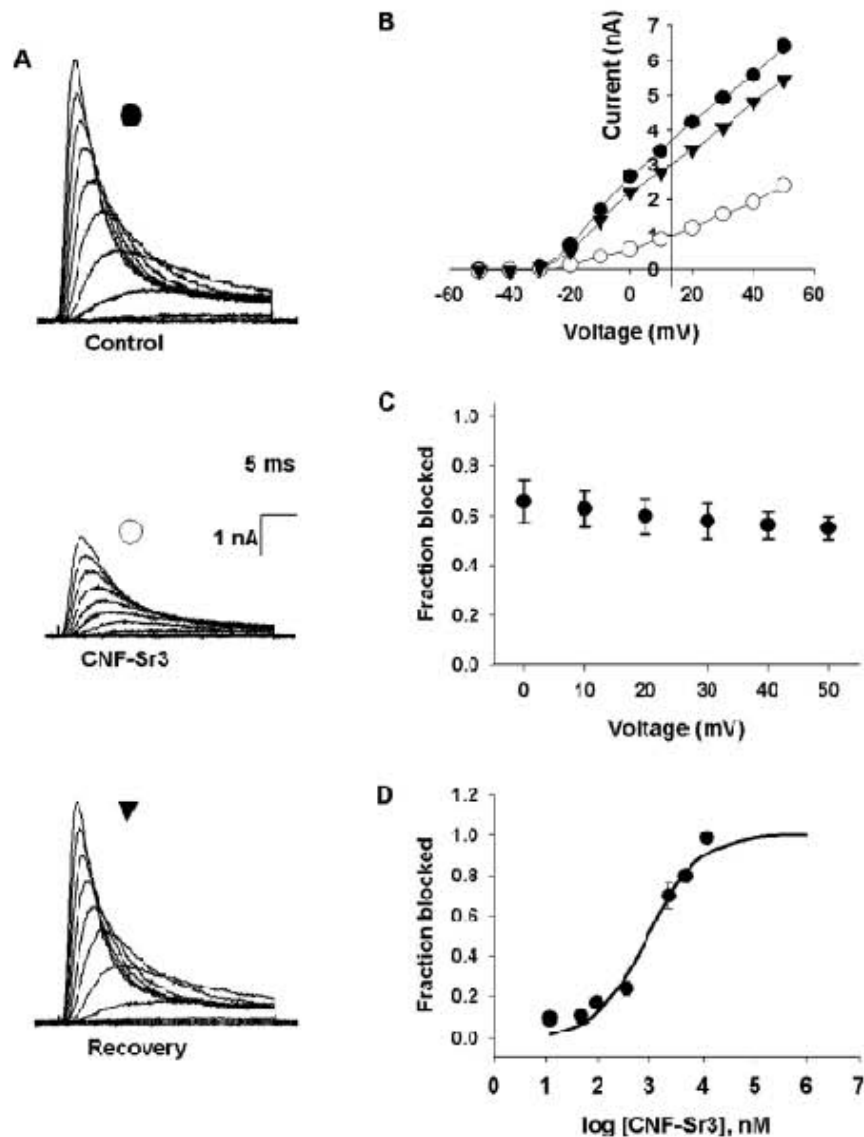 A
Control
5 ms
1 nA
CNF-Sr3
Recovery
B
Current (nA)
7
6
5
4
3
2
1
0
-60 -40 -20 0 20 40 60
Voltage (mV)
C
Fraction blocked
1.0
0.8
0.6
0.4
0.2
0.0
0 10 20 30 40 50
Voltage (mV)
D
Fraction blocked
1.2
1.0
0.8
0.6
0.4
0.2
0.0
0 1 2 3 4 5 6 7
log [CNF-Sr3], nM